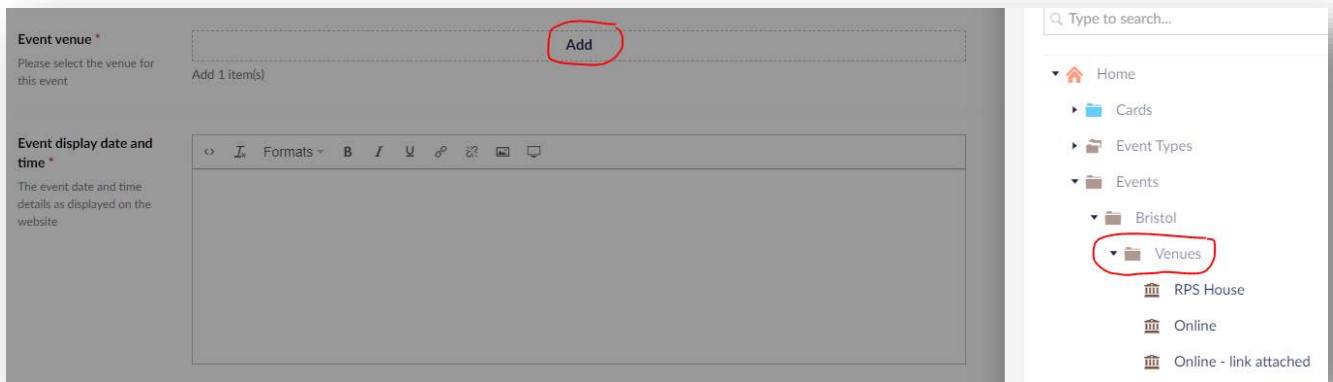 Event venue *
Please select the venue for
this event
Add
Add 1 item(s)
Event display date and
time *
The event date and time
details as displayed on the
website
Formats B I U
Type to search...
Home
Cards
Event Types
Events
Bristol
Venues
RPS House
Online
Online - link attached